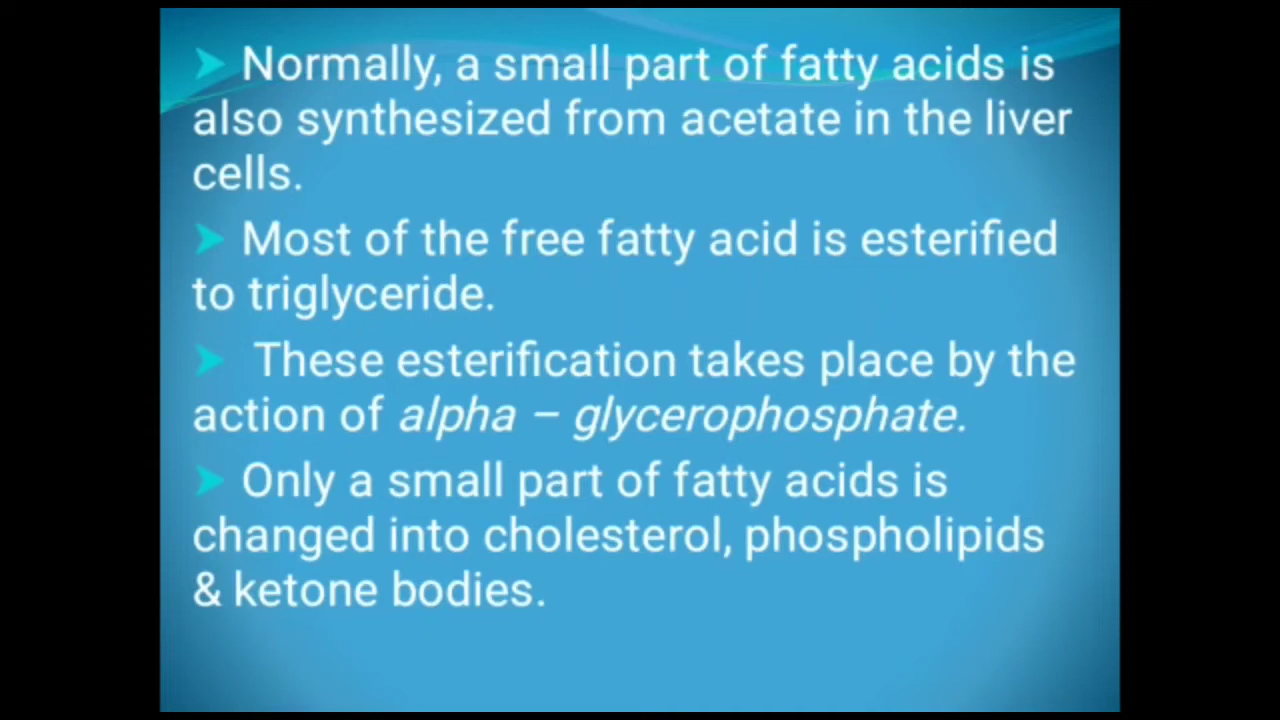 ➤ Normally, a small part of fatty acids is
also synthesized from acetate in the liver
cells.
➤ Most of the free fatty acid is esterified
to triglyceride.
➤ These esterification takes place by the
action of alpha – glycerophosphate.
➤ Only a small part of fatty acids is
changed into cholesterol, phospholipids
& ketone bodies.